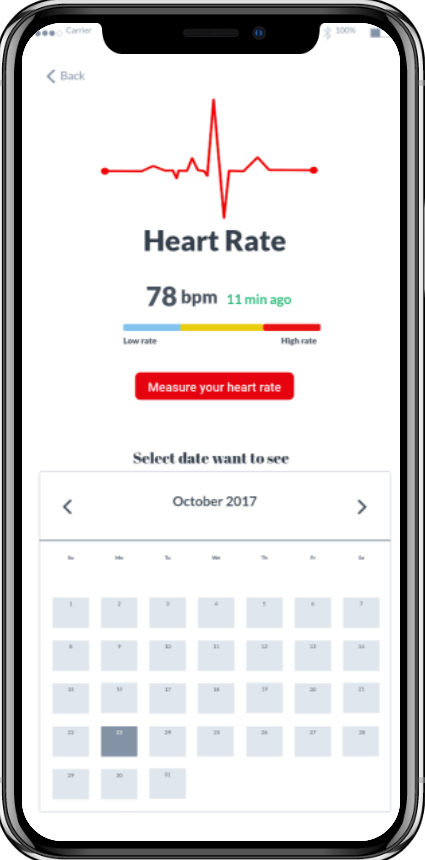 Carrier 100%
Back
Heart Rate
78 bpm 11 min ago
Low rate High rate
Measure your heart rate
Select date want to see
October 2017
Su Mo Tu We Th Fr Sa
1 2 3 4 5 6 7
8 9 10 11 12 13 14
15 16 17 18 19 20 21
22 23 24 25 26 27 28
29 30 31